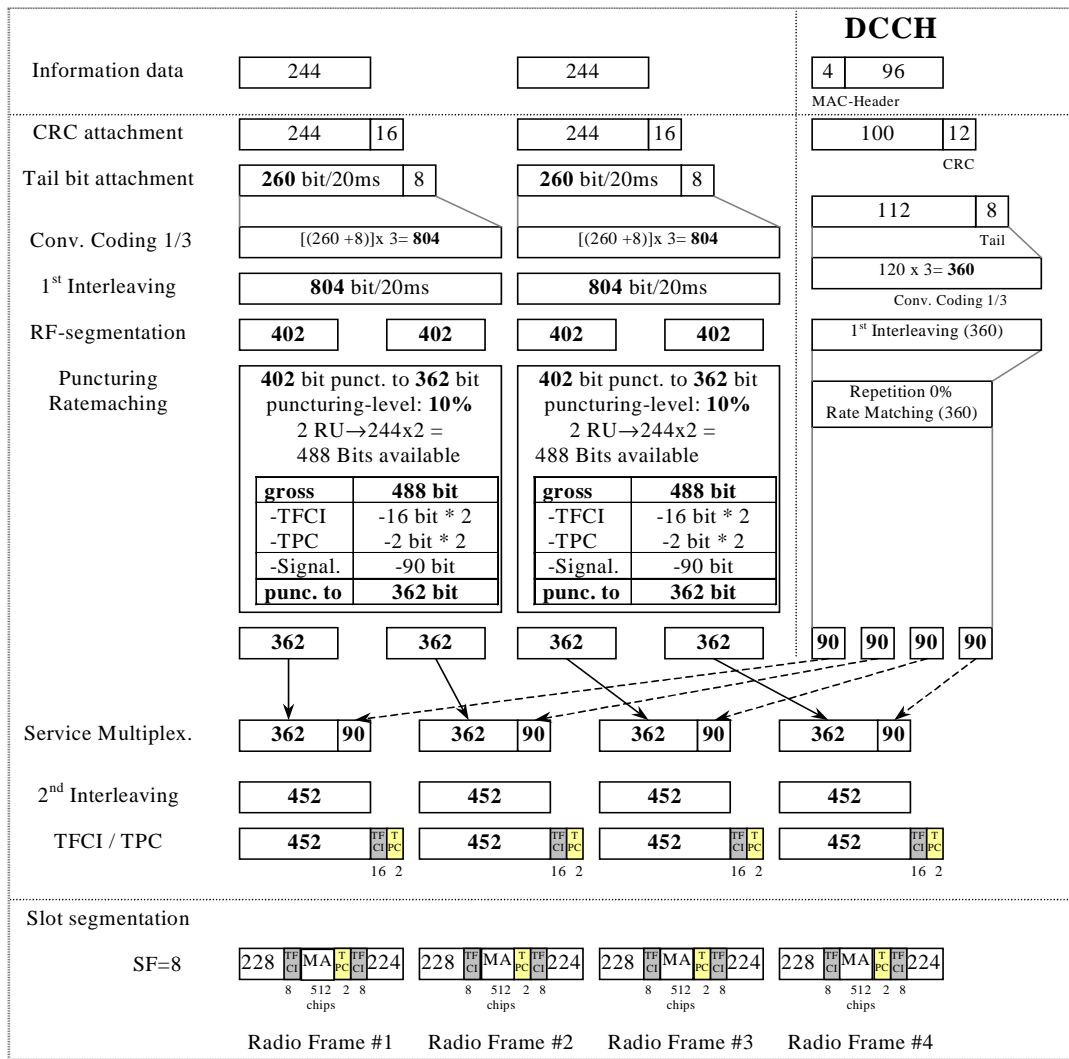 DCCH
Information data 244 244 4 96
MAC-Header
CRC attachment 244 16 244 16 100 12
CRC
Tail bit attachment 260 bit/20ms 8 260 bit/20ms 8
112 8
Tail
Conv. Coding 1/3 [(260 +8)]x 3= 804 [(260 +8)]x 3= 804
120 x 3= 360
Conv. Coding 1/3
1st Interleaving 804 bit/20ms 804 bit/20ms
RF-segmentation 402 402 402 402 1st Interleaving (360)
Puncturing
Ratemaching
402 bit punct. to 362 bit
puncturing-level: 10%
2 RU→244x2 =
488 Bits available
gross 488 bit
-TFCI -16 bit * 2
-TPC -2 bit * 2
-Signal. -90 bit
punc. to 362 bit
402 bit punct. to 362 bit
puncturing-level: 10%
2 RU→244x2 =
488 Bits available
gross 488 bit
-TFCI -16 bit * 2
-TPC -2 bit * 2
-Signal. -90 bit
punc. to 362 bit
Repetition 0%
Rate Matching (360)
362 362 362 362 90 90 90 90
Service Multiplex. 362 90 362 90 362 90 362 90
2nd Interleaving 452 452 452 452
TFCI / TPC 452 TF CI T PC 452 TF CI T PC 452 TF CI T PC 452 TF CI T PC
16 2 16 2 16 2 16 2
Slot segmentation
SF=8 228 TF CI MA T PC TF CI 224 228 TF CI MA T PC TF CI 224 228 TF CI MA T PC TF CI 224 228 TF CI MA T PC TF CI 224
8 512 2 8 8 512 2 8 8 512 2 8 8 512 2 8
chips chips chips chips
Radio Frame #1 Radio Frame #2 Radio Frame #3 Radio Frame #4